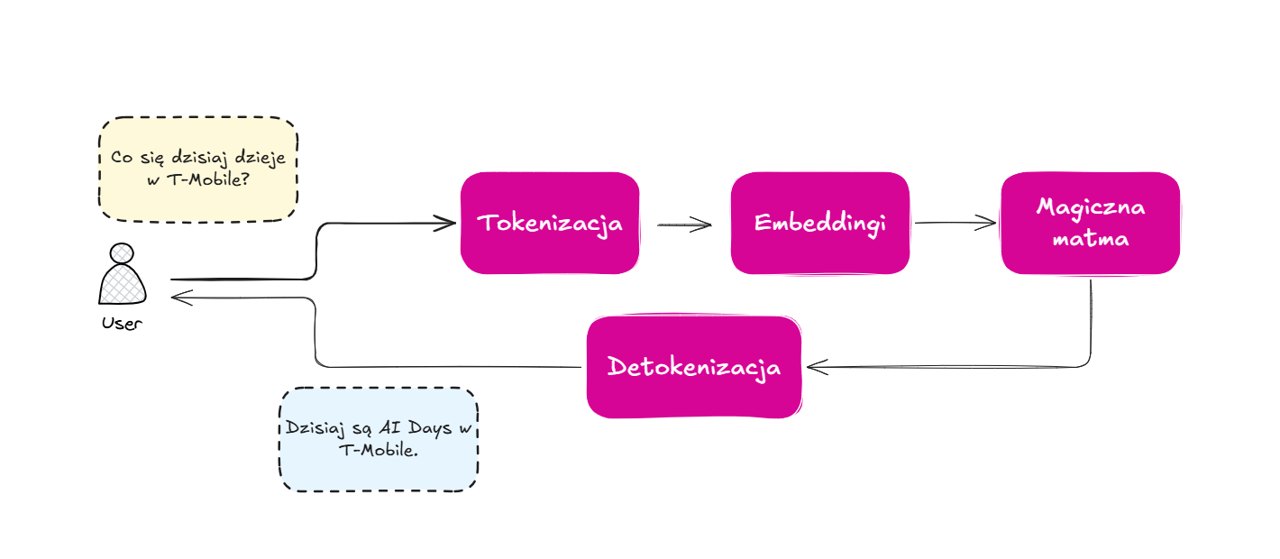 Co się dzisiaj dzieje
w T-Mobile?
User
Tokenizacja
Embeddingi
Magiczna
matma
Detokenizacja
Dzisiaj są AI Days w
T-Mobile.